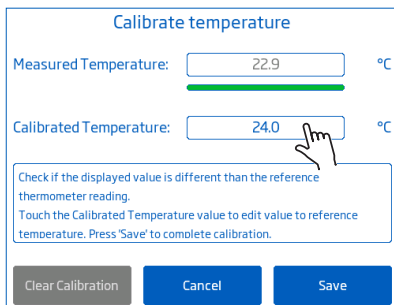 Calibrate temperature
Measured Temperature: 22.9 °C
Calibrated Temperature: 24.0 °C
Check if the displayed value is different than the reference
thermometer reading.
Touch the Calibrated Temperature value to edit value to reference
temperature. Press 'Save' to complete calibration.
Clear Calibration Cancel Save